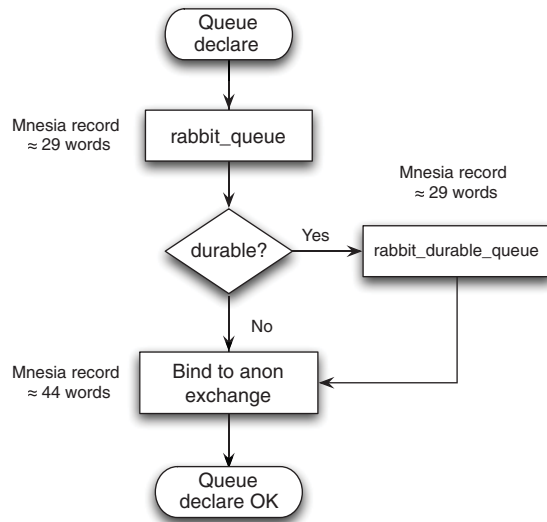 Queue
declare
Mnesia record
≈ 29 words
rabbit_queue
Mnesia record
≈ 29 words
durable?
Yes
rabbit_durable_queue
No
Mnesia record
≈ 44 words
Bind to anon
exchange
Queue
declare OK